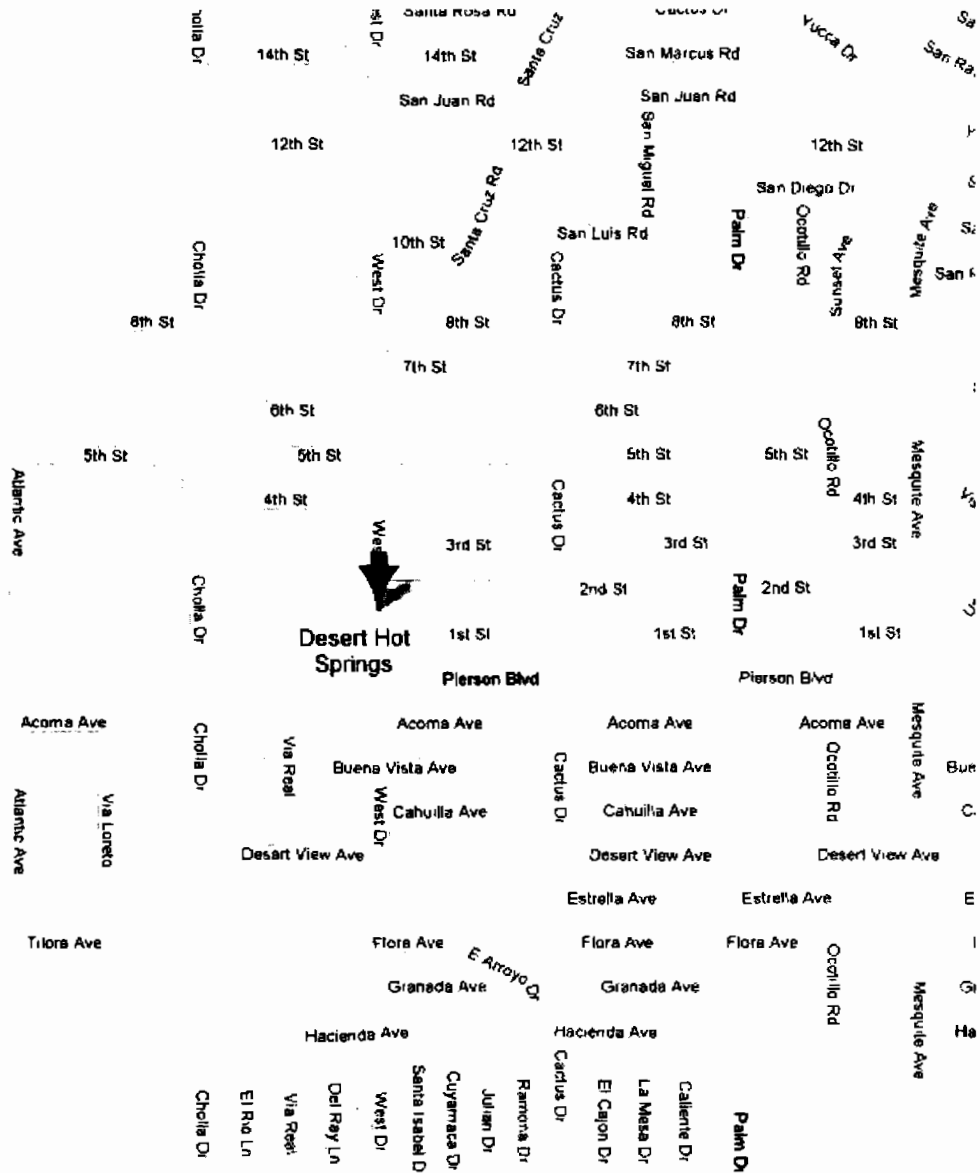 Santa Rosa Rd
Cactus Dr
Santa Cruz
Yucca Dr
14th St
14th St
San Marcus Rd
San Juan Rd
San Juan Rd
12th St
12th St
San Miguel Rd
12th St
San Diego Dr
Santa Cruz Rd
10th St
San Luis Rd
Palm Dr
Ocotillo Rd
Sunset Ave
Mesquite Ave
Cholla Dr
West Dr
Cactus Dr
8th St
8th St
8th St
8th St
7th St
7th St
6th St
6th St
5th St
5th St
5th St
5th St
Ocotillo Rd
Mesquite Ave
Atlantic Ave
4th St
Cactus Dr
4th St
4th St
3rd St
3rd St
3rd St
Cholla Dr
2nd St
Palm Dr
2nd St
Desert Hot
Springs
1st St
1st St
1st St
Pierson Blvd
Pierson Blvd
Acoma Ave
Acoma Ave
Acoma Ave
Acoma Ave
Mesquite Ave
Cholla Dr
Via Real
Buena Vista Ave
Cactus Dr
Buena Vista Ave
Ocotillo Rd
Atlantic Ave
Via Loreto
West Dr
Cahuilla Ave
Cahuilla Ave
Desert View Ave
Desert View Ave
Desert View Ave
Estrella Ave
Estrella Ave
Flora Ave
E Arroyo Dr
Flora Ave
Flora Ave
Ocotillo Rd
Granada Ave
Granada Ave
Mesquite Ave
Hacienda Ave
Hacienda Ave
Ha
Cholla Dr
El Rio Ln
Via Real
Del Ray Ln
West Dr
Santa Isabel D
Cuyamaca Dr
Julian Dr
Ramona Dr
Cactus Dr
El Cajon Dr
La Mesa Dr
Caliente Dr
Palm Dr